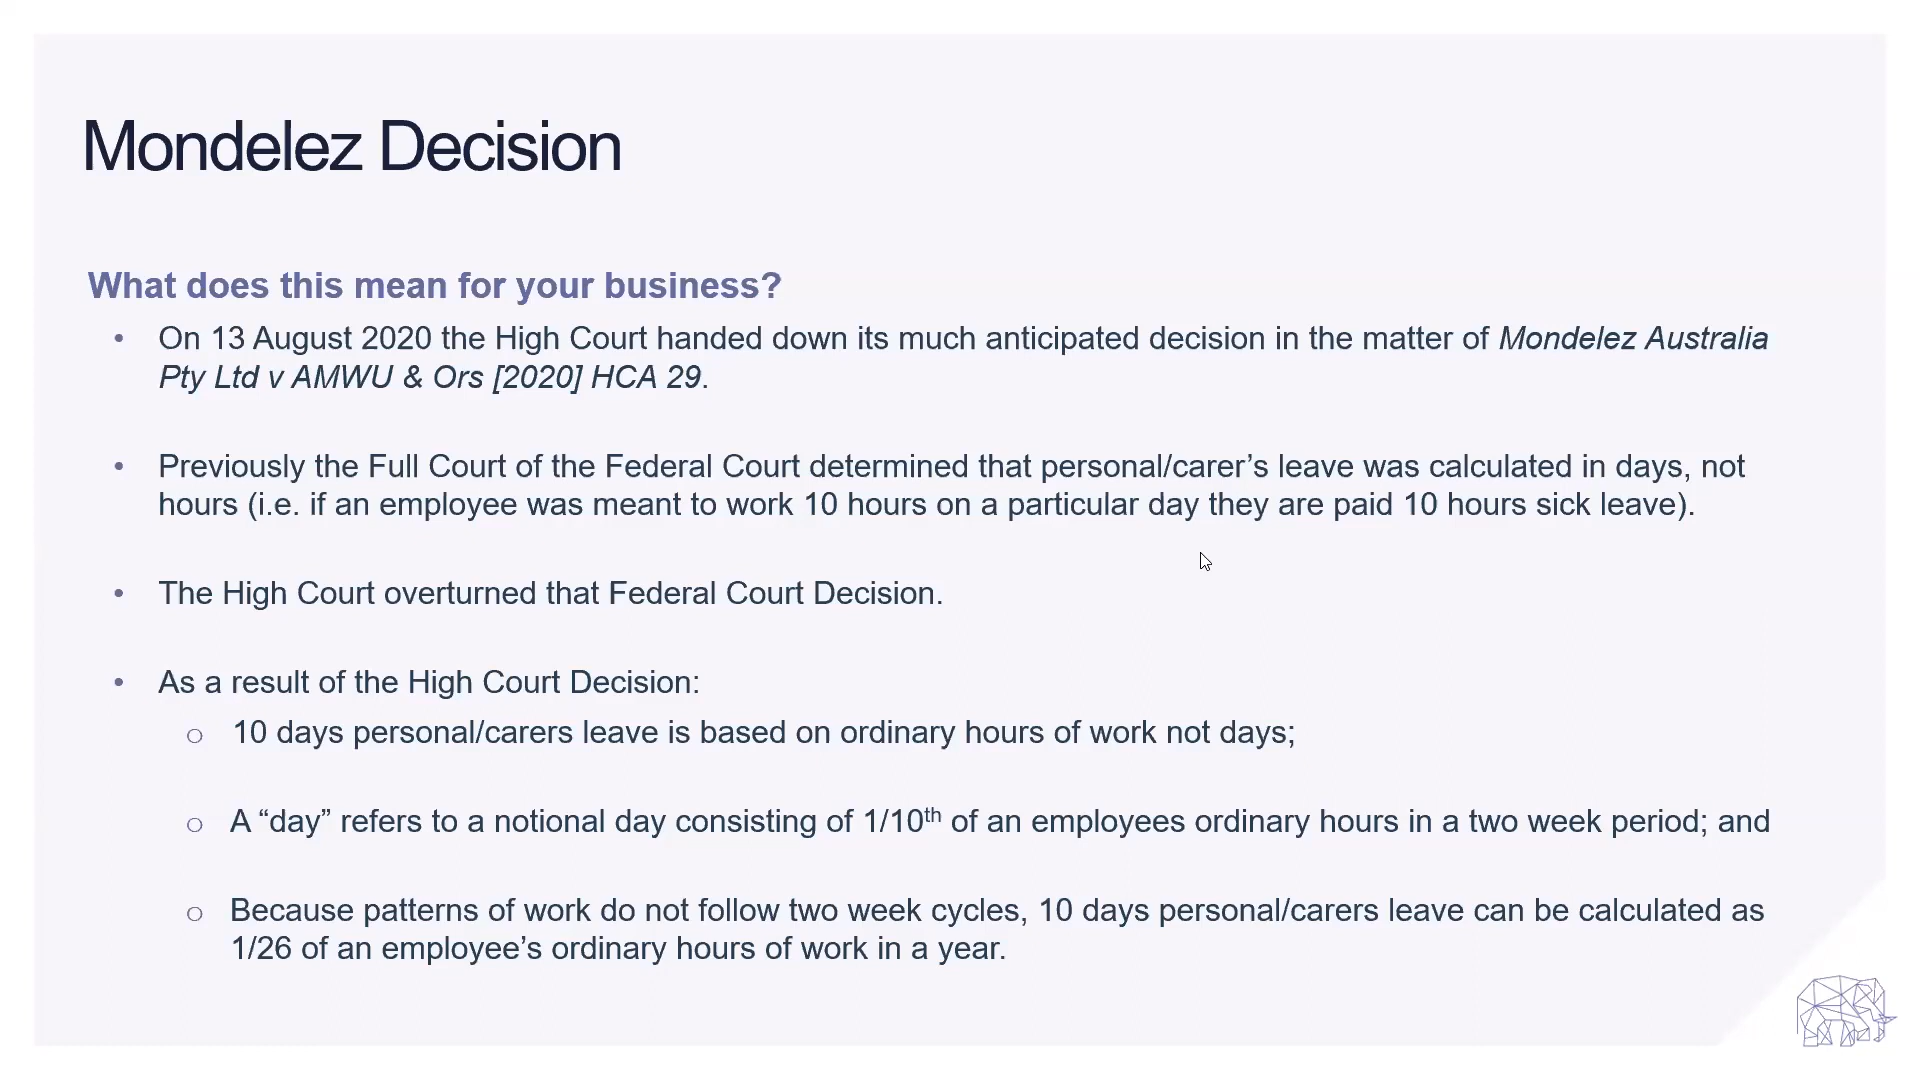 Mondelez Decision
What does this mean for your business?
• On 13 August 2020 the High Court handed down its much anticipated decision in the matter of Mondelez Australia
Pty Ltd v AMWU & Ors [2020] HCA 29.
• Previously the Full Court of the Federal Court determined that personal/carer’s leave was calculated in days, not
hours (i.e. if an employee was meant to work 10 hours on a particular day they are paid 10 hours sick leave).
• The High Court overturned that Federal Court Decision.
• As a result of the High Court Decision:
o 10 days personal/carers leave is based on ordinary hours of work not days;
o A “day” refers to a notional day consisting of 1/10th of an employees ordinary hours in a two week period; and
o Because patterns of work do not follow two week cycles, 10 days personal/carers leave can be calculated as
1/26 of an employee’s ordinary hours of work in a year.